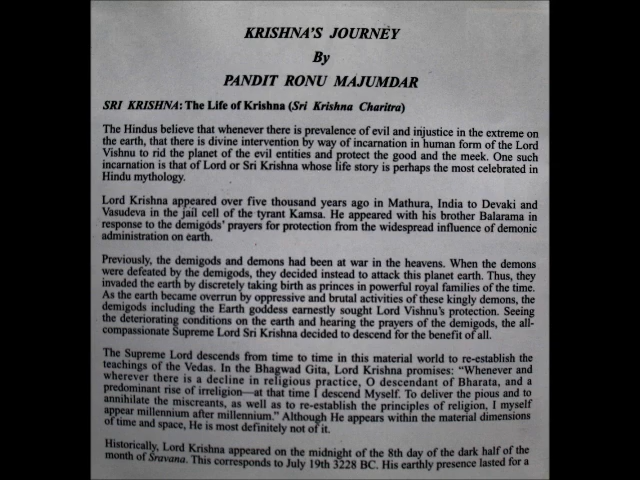 KRISHNA'S JOURNEY
By
PANDIT RONU MAJUMDAR
SRI KRISHNA: The Life of Krishna (Sri Krishna Charitra)
The Hindus believe that whenever there is prevalence of evil and injustice in the extreme on
the earth, that there is divine intervention by way of incarnation in human form of the Lord
Vishnu to rid the planet of the evil entities and protect the good and the meek. One such
incarnation is that of Lord or Sri Krishna whose life story is perhaps the most celebrated in
Hindu mythology.
Lord Krishna appeared over five thousand years ago in Mathura, India to Devaki and
Vasudeva in the jail cell of the tyrant Kamsa. He appeared with his brother Balarama in
response to the demigods' prayers for protection from the widespread influence of demonic
administration on earth.
Previously, the demigods and demons had been at war in the heavens. When the demons
were defeated by the demigods, they decided instead to attack this planet earth. Thus, they
invaded the earth by discretely taking birth as princes in powerful royal families of the time.
As the earth became overrun by oppressive and brutal activities of these kingly demons, the
demigods including the Earth goddess earnestly sought Lord Vishnu's protection. Seeing
the deteriorating conditions on the earth and hearing the prayers of the demigods, the all-
compassionate Supreme Lord Sri Krishna decided to descend for the benefit of all.
The Supreme Lord descends from time to time in this material world to re-establish the
teachings of the Vedas. In the Bhagwad Gita, Lord Krishna promises: "Whenever and
wherever there is a decline in religious practice, O descendant of Bharata, and a
predominant rise of irreligion—at that time I descend Myself. To deliver the pious and to
annihilate the miscreants, as well as to re-establish the principles of religion, I myself
appear millennium after millennium." Although He appears within the material dimensions
of time and space, He is most definitely not of it.
Historically, Lord Krishna appeared on the midnight of the 8th day of the dark half of the
month of Sravana. This corresponds to July 19th 3228 BC. His earthly presence lasted for a